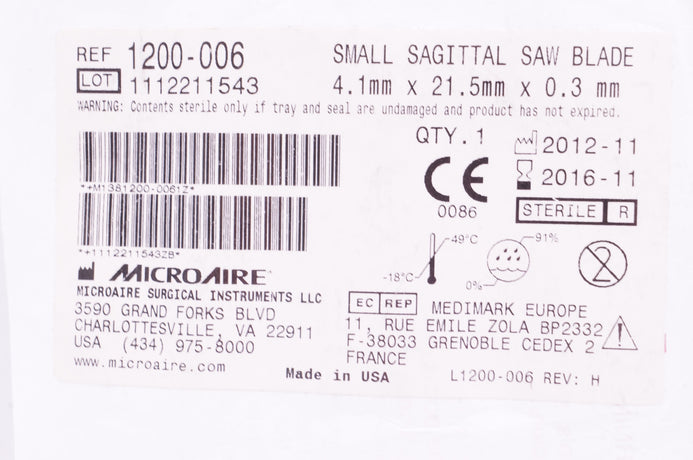 REF 1200-006 SMALL SAGITTAL SAW BLADE
LOT 1112211543 4.1mm x 21.5mm x 0.3 mm
WARNING: Contents sterile only if tray and seal are undamaged and product has not expired.
QTY. 1
2012-11
2016-11
CE
0086
STERILE R
*+M1381200-0061Z*
*+1112211543ZB*
49°C
-18°C
91%
0%
2
MICROAIRE
MICROAIRE SURGICAL INSTRUMENTS LLC
3590 GRAND FORKS BLVD
CHARLOTTESVILLE, VA 22911
USA (434) 975-8000
www.microaire.com
EC REP MEDIMARK EUROPE
11, RUE EMILE ZOLA BP2332
F-38033 GRENOBLE CEDEX 2
FRANCE
Made in USA
L1200-006 REV: H